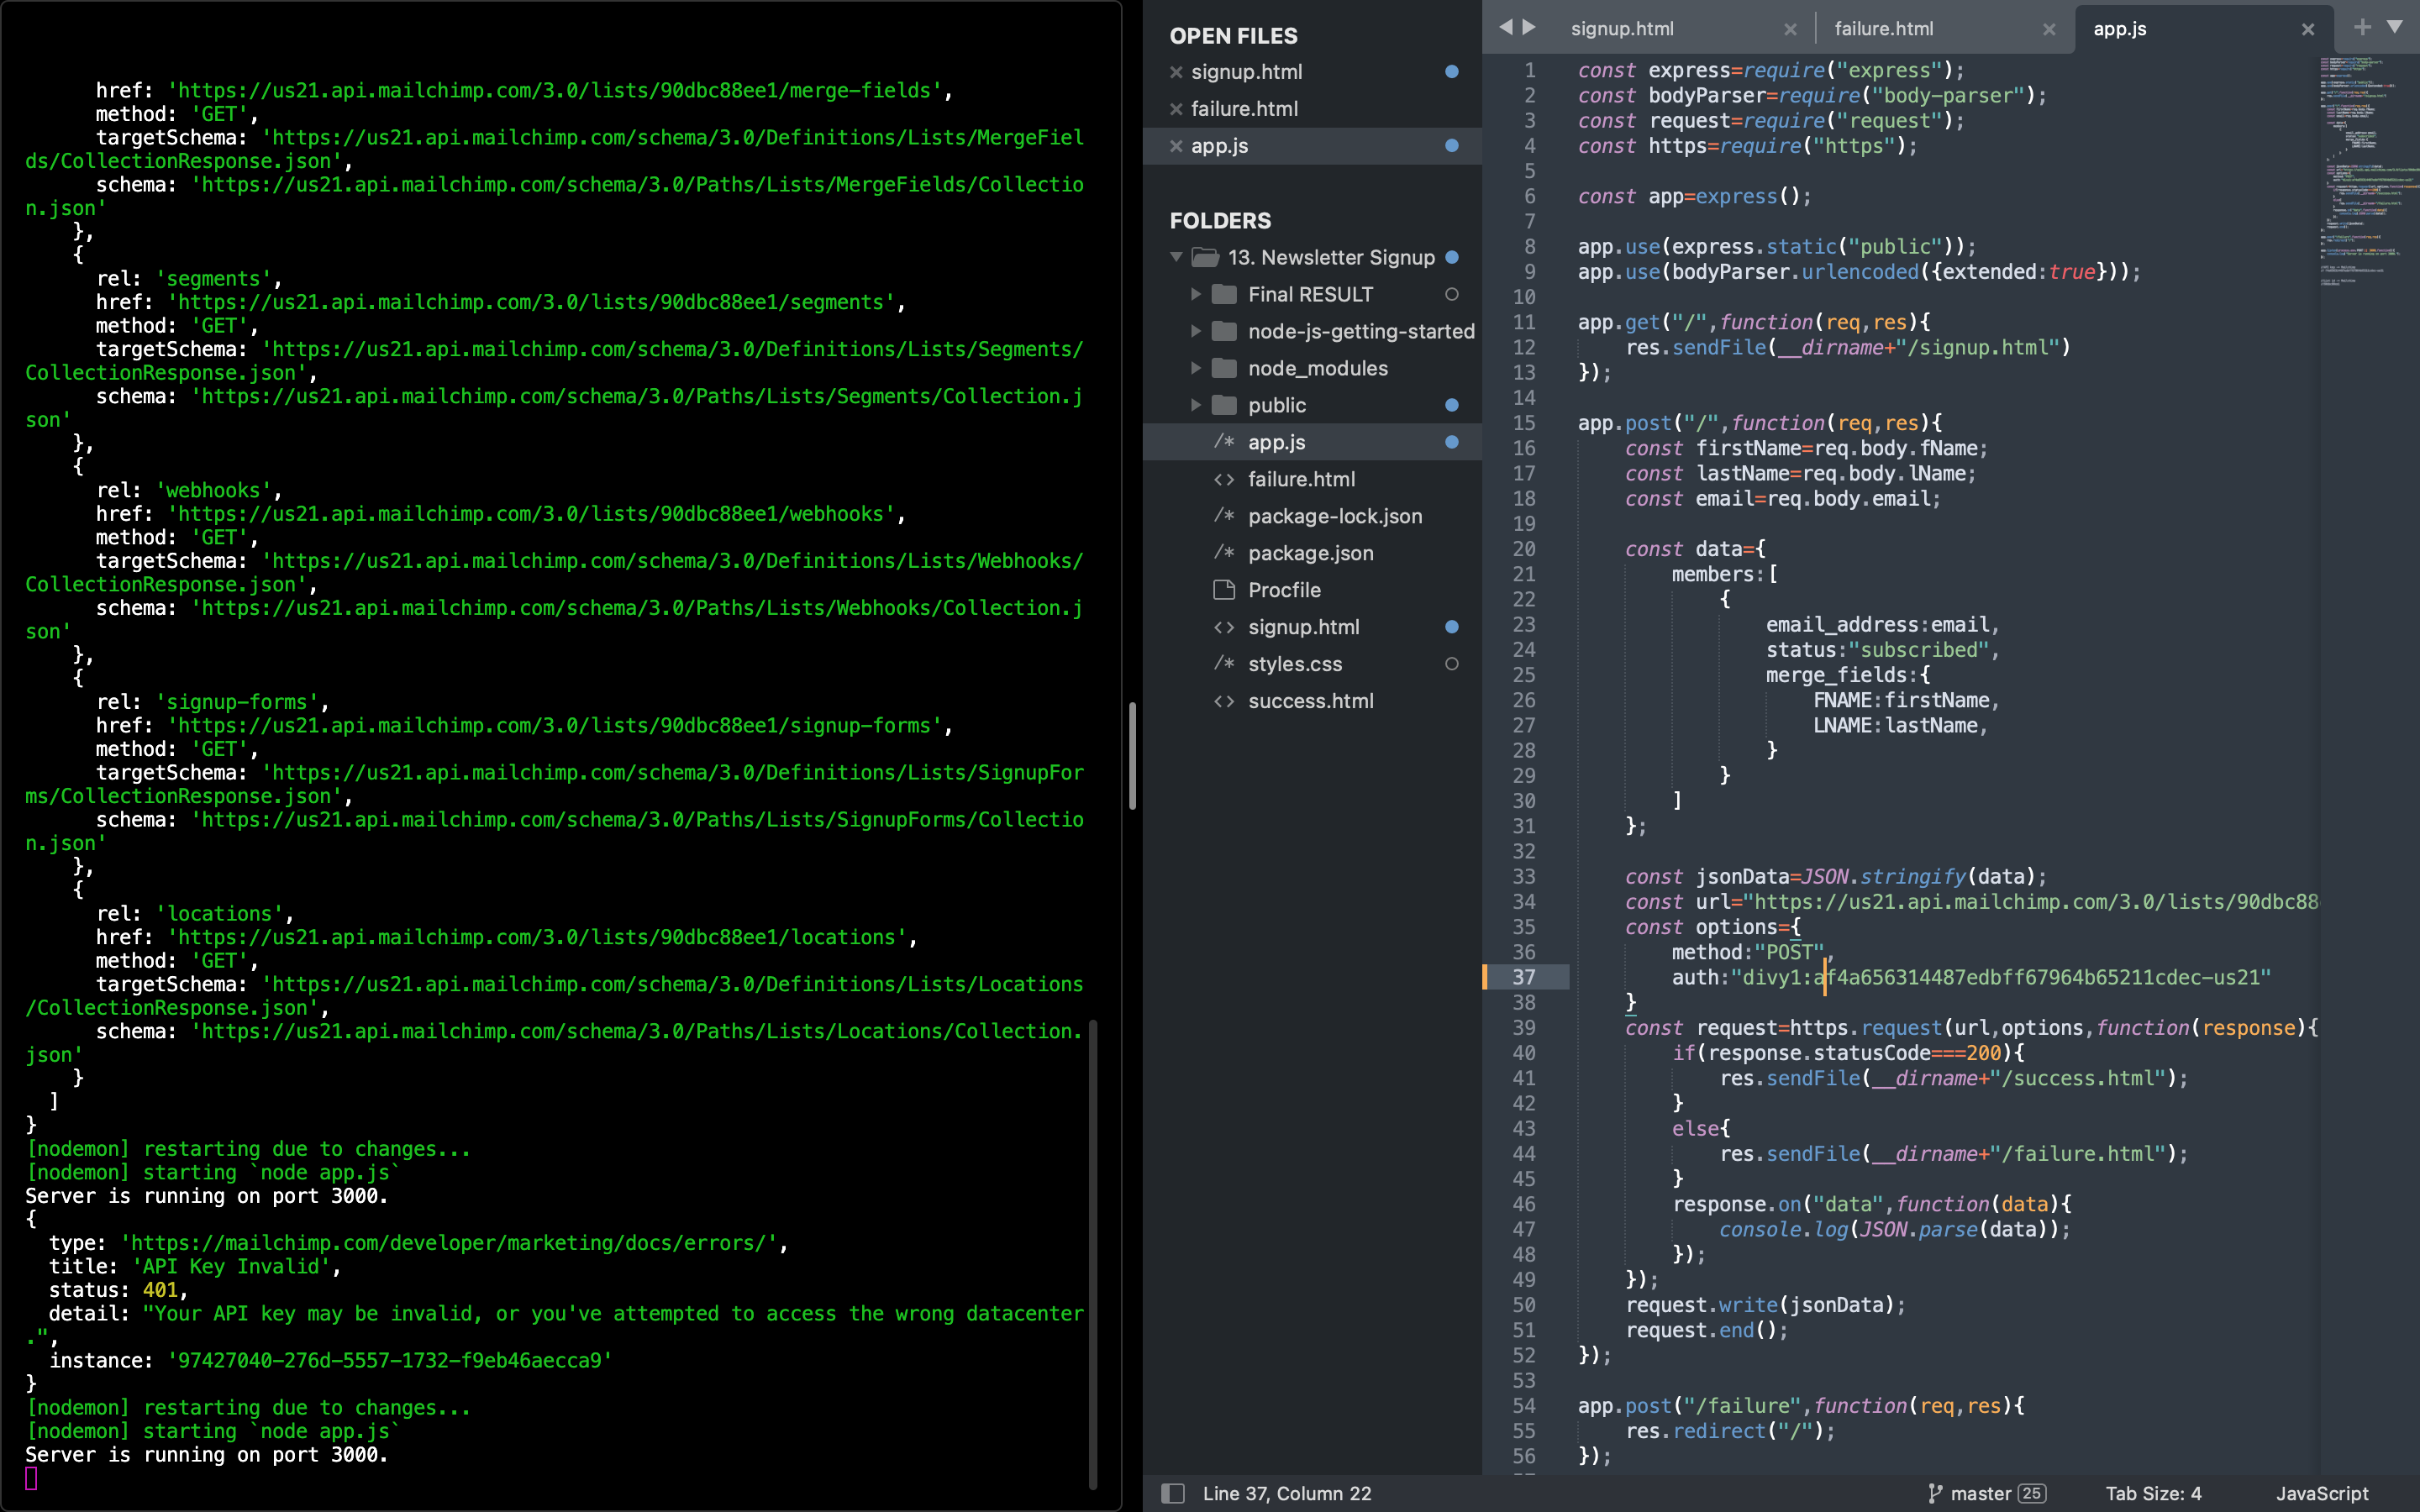 href: 'https://us21.api.mailchimp.com/3.0/lists/90dbc88ee1/merge-fields',
method: 'GET',
targetSchema: 'https://us21.api.mailchimp.com/schema/3.0/Definitions/Lists/MergeFiel
ds/CollectionResponse.json',
schema: 'https://us21.api.mailchimp.com/schema/3.0/Paths/Lists/MergeFields/Collectio
n.json'
},
{
rel: 'segments',
href: 'https://us21.api.mailchimp.com/3.0/lists/90dbc88ee1/segments',
method: 'GET',
targetSchema: 'https://us21.api.mailchimp.com/schema/3.0/Definitions/Lists/Segments/
CollectionResponse.json',
schema: 'https://us21.api.mailchimp.com/schema/3.0/Paths/Lists/Segments/Collection.j
son'
},
{
rel: 'webhooks',
href: 'https://us21.api.mailchimp.com/3.0/lists/90dbc88ee1/webhooks',
method: 'GET',
targetSchema: 'https://us21.api.mailchimp.com/schema/3.0/Definitions/Lists/Webhooks/
CollectionResponse.json',
schema: 'https://us21.api.mailchimp.com/schema/3.0/Paths/Lists/Webhooks/Collection.j
son'
},
{
rel: 'signup-forms',
href: 'https://us21.api.mailchimp.com/3.0/lists/90dbc88ee1/signup-forms',
method: 'GET',
targetSchema: 'https://us21.api.mailchimp.com/schema/3.0/Definitions/Lists/SignupFor
ms/CollectionResponse.json',
schema: 'https://us21.api.mailchimp.com/schema/3.0/Paths/Lists/SignupForms/Collectio
n.json'
},
{
rel: 'locations',
href: 'https://us21.api.mailchimp.com/3.0/lists/90dbc88ee1/locations',
method: 'GET',
targetSchema: 'https://us21.api.mailchimp.com/schema/3.0/Definitions/Lists/Locations
/CollectionResponse.json',
schema: 'https://us21.api.mailchimp.com/schema/3.0/Paths/Lists/Locations/Collection.
json'
}
]
}
[nodemon] restarting due to changes...
[nodemon] starting `node app.js`
Server is running on port 3000.
{
type: 'https://mailchimp.com/developer/marketing/docs/errors/',
title: 'API Key Invalid',
status: 401,
detail: "Your API key may be invalid, or you've attempted to access the wrong datacenter
.",
instance: '97427040-276d-5557-1732-f9eb46aecca9'
}
[nodemon] restarting due to changes...
[nodemon] starting `node app.js`
Server is running on port 3000.
OPEN FILES
signup.html
failure.html
app.js
FOLDERS
13. Newsletter Signup
Final RESULT
node-js-getting-started
node_modules
public
/* app.js
<> failure.html
/* package-lock.json
/* package.json
Procfile
<> signup.html
/* styles.css
<> success.html
signup.html
failure.html
app.js
1 const express=require("express");
2 const bodyParser=require("body-parser");
3 const request=require("request");
4 const https=require("https");
5
6 const app=express();
7
8 app.use(express.static("public"));
9 app.use(bodyParser.urlencoded({extended:true}));
10
11 app.get("/",function(req,res){
12 res.sendFile(__dirname+"/signup.html")
13 });
14
15 app.post("/",function(req,res){
16 const firstName=req.body.fName;
17 const lastName=req.body.lName;
18 const email=req.body.email;
19
20 const data={
21 members:[
22 {
23 email_address:email,
24 status:"subscribed",
25 merge_fields:{
26 FNAME:firstName,
27 LNAME:lastName,
28 }
29 }
30 ]
31 };
32
33 const jsonData=JSON.stringify(data);
34 const url="https://us21.api.mailchimp.com/3.0/lists/90dbc88
35 const options={
36 method:"POST",
37 auth:"divy1:af4a656314487edbff67964b65211cdec-us21"
38 }
39 const request=https.request(url,options,function(response){
40 if(response.statusCode===200){
41 res.sendFile(__dirname+"/success.html");
42 }
43 else{
44 res.sendFile(__dirname+"/failure.html");
45 }
46 response.on("data",function(data){
47 console.log(JSON.parse(data));
48 });
49 });
50 request.write(jsonData);
51 request.end();
52 });
53
54 app.post("/failure",function(req,res){
55 res.redirect("/");
56 });
Line 37, Column 22
master 25
Tab Size: 4
JavaScript